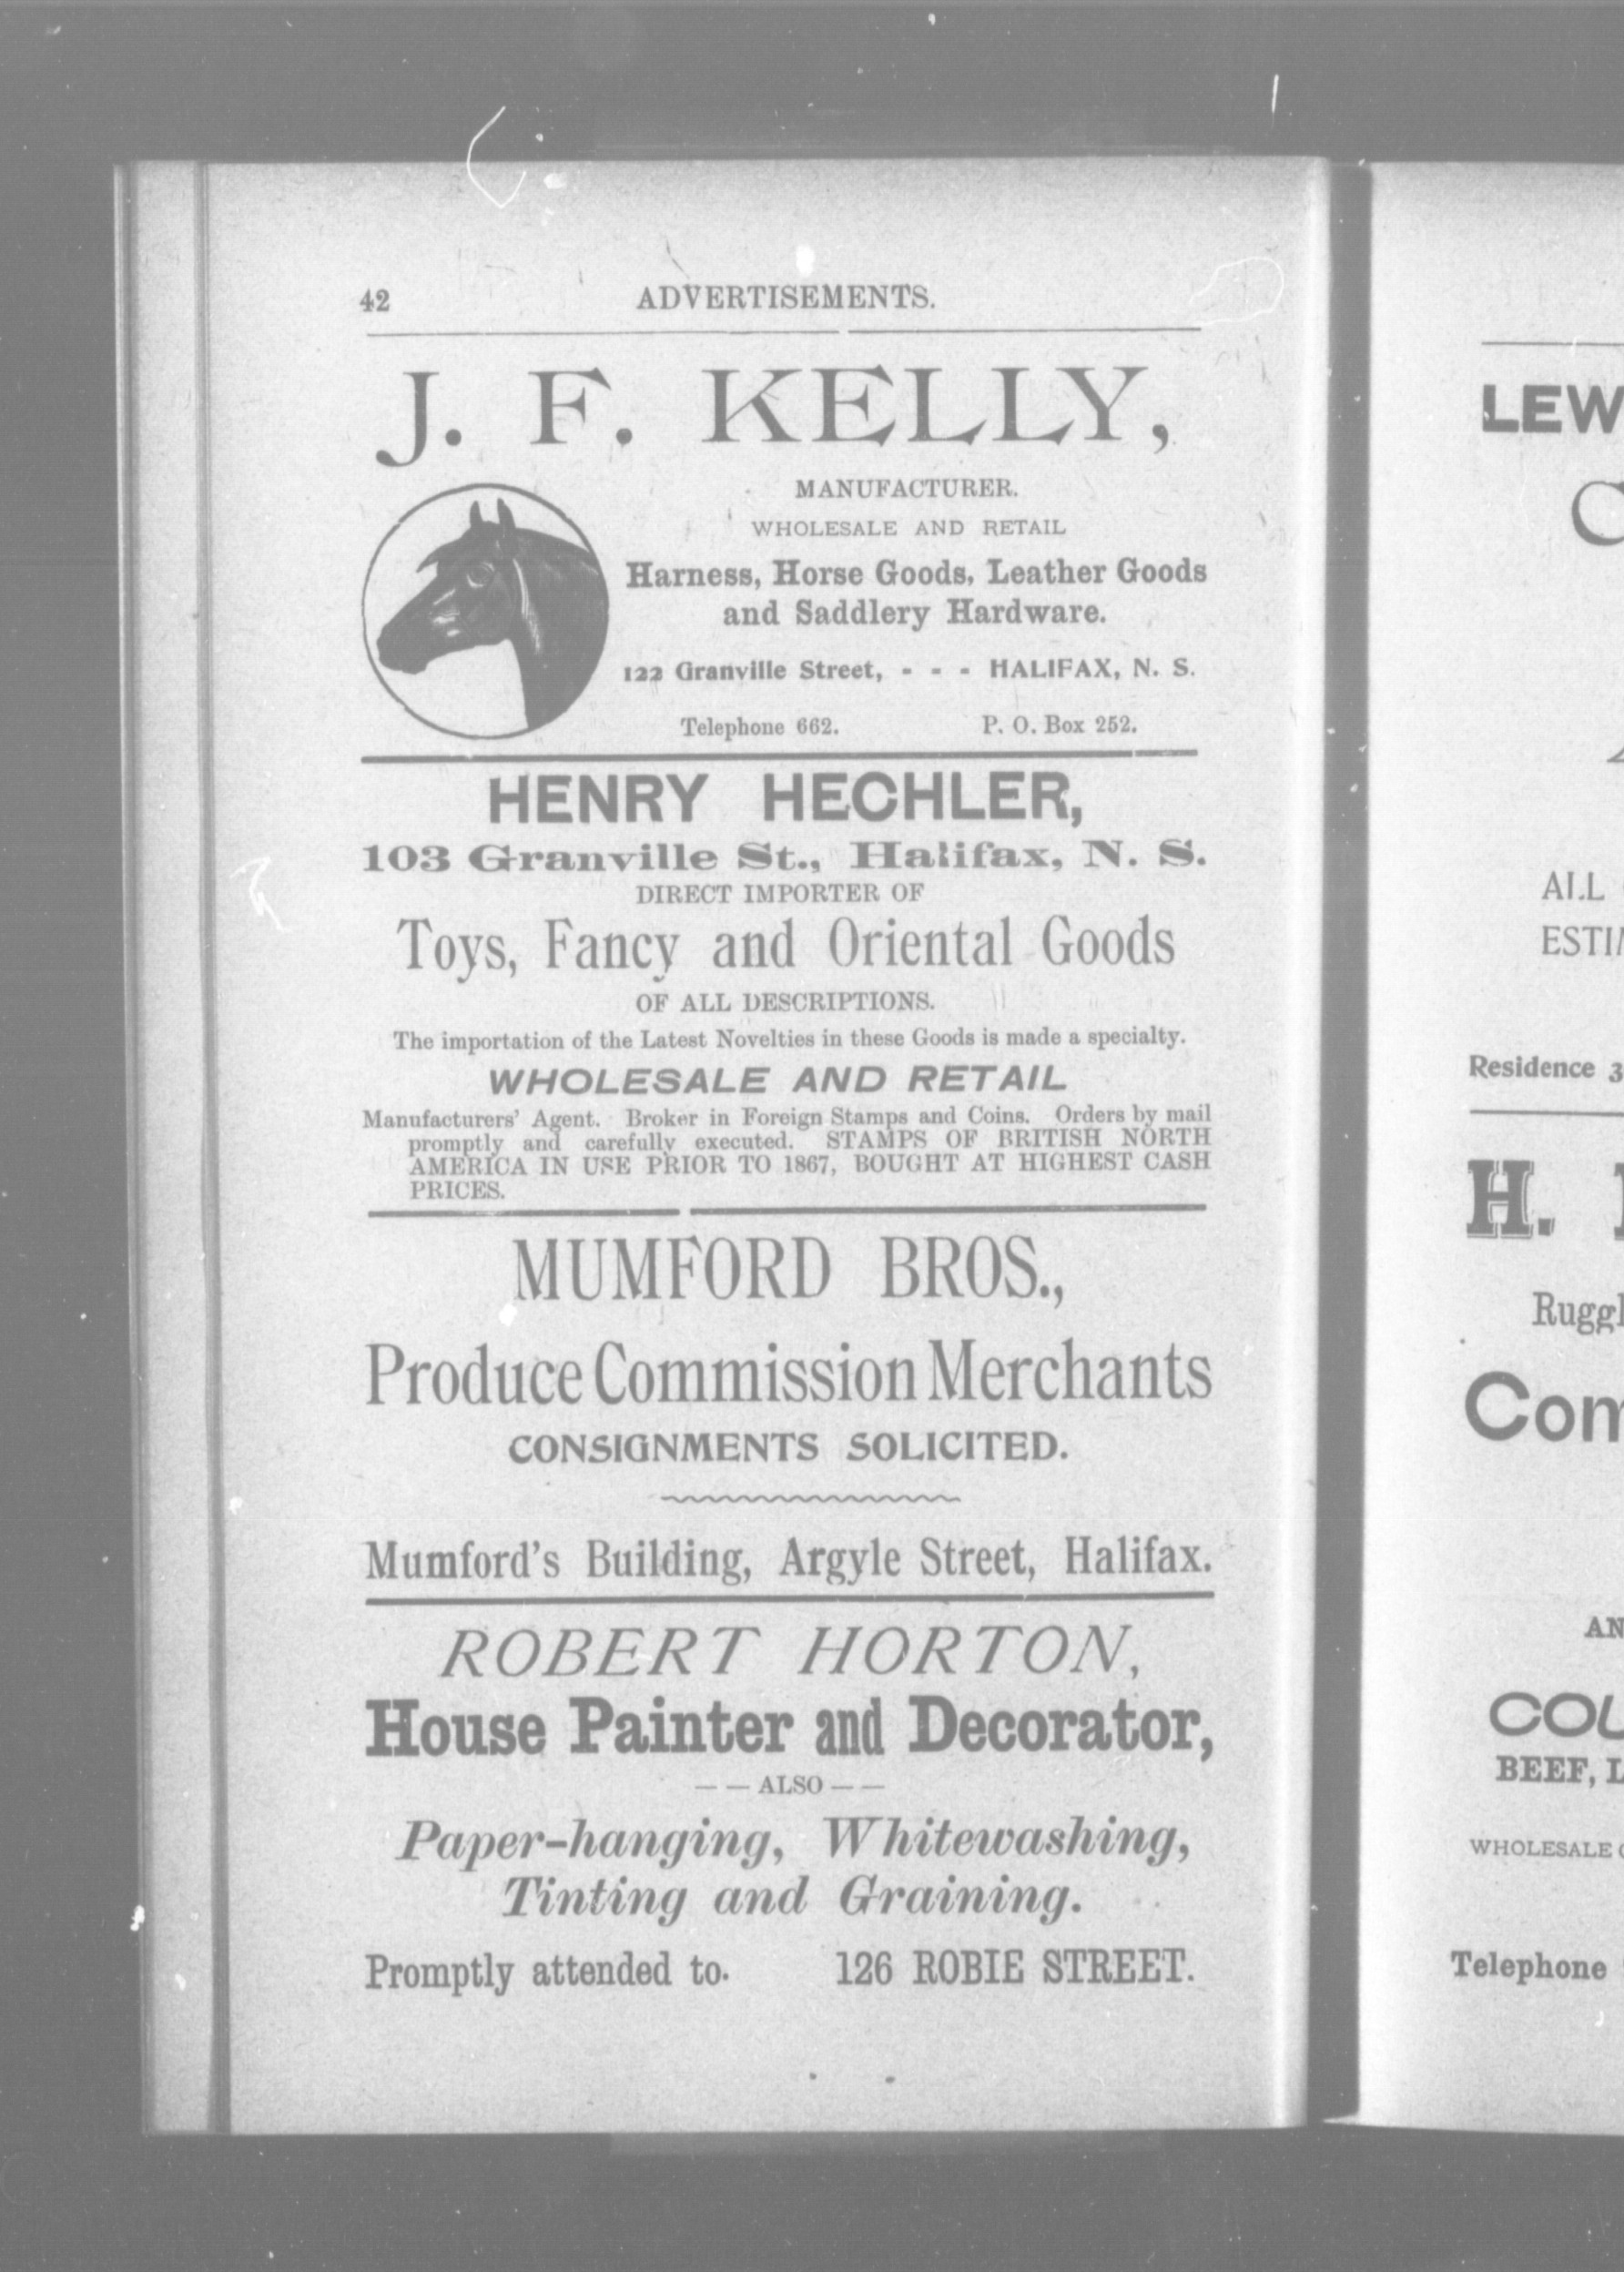 42 ADVERTISEMENTS.
J. F. KELLY,
MANUFACTURER.
WHOLESALE AND RETAIL
Harness, Horse Goods, Leather Goods
and Saddlery Hardware.
122 Granville Street, - - - HALIFAX, N. S.
Telephone 662. P. O. Box 252.
HENRY HECHLER,
103 Granville St., Halifax, N. S.
DIRECT IMPORTER OF
Toys, Fancy and Oriental Goods
OF ALL DESCRIPTIONS.
The importation of the Latest Novelties in these Goods is made a specialty.
WHOLESALE AND RETAIL
Manufacturers' Agent. Broker in Foreign Stamps and Coins. Orders by mail
promptly and carefully executed. STAMPS OF BRITISH NORTH
AMERICA IN USE PRIOR TO 1867, BOUGHT AT HIGHEST CASH
PRICES.
MUMFORD BROS.,
Produce Commission Merchants
CONSIGNMENTS SOLICITED.
Mumford's Building, Argyle Street, Halifax.
ROBERT HORTON,
House Painter and Decorator,
— — ALSO — —
Paper-hanging, Whitewashing,
Tinting and Graining.
Promptly attended to. 126 ROBIE STREET.
LEW
C
ALL
ESTI
Residence 3
H.
Ruggl
Com
AN
COU
BEEF, L
WHOLESALE
Telephone